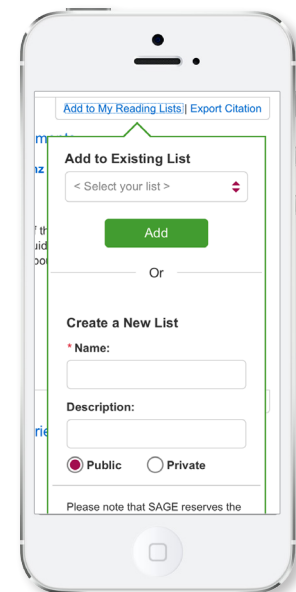 Add to My Reading Lists | Export Citation
Add to Existing List
< Select your list >
Add
Or
Create a New List
* Name:
Description:
Public Private
Please note that SAGE reserves the